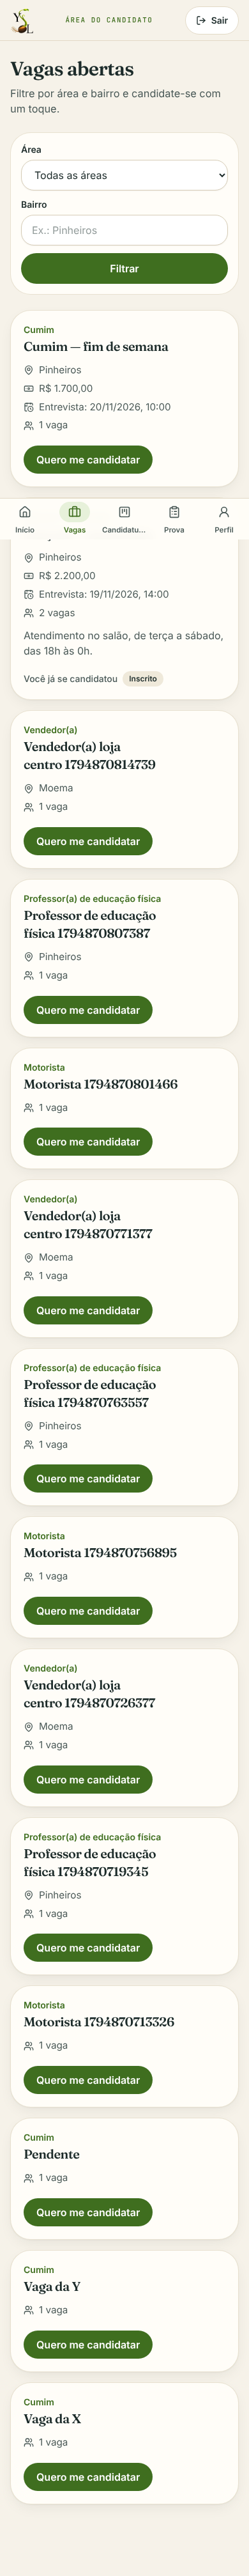 YSL
ÁREA DO CANDIDATO
Sair
Vagas abertas
Filtre por área e bairro e candidate-se com
um toque.
Área
Todas as áreas
Bairro
Ex.: Pinheiros
Filtrar
Cumim
Cumim — fim de semana
Pinheiros
R$ 1.700,00
Entrevista: 20/11/2026, 10:00
1 vaga
Quero me candidatar
Início
Vagas
Candidatu...
Prova
Perfil
Pinheiros
R$ 2.200,00
Entrevista: 19/11/2026, 14:00
2 vagas
Atendimento no salão, de terça a sábado,
das 18h às 0h.
Você já se candidatou
Inscrito
Vendedor(a)
Vendedor(a) loja
centro 1794870814739
Moema
1 vaga
Quero me candidatar
Professor(a) de educação física
Professor de educação
física 1794870807387
Pinheiros
1 vaga
Quero me candidatar
Motorista
Motorista 1794870801466
1 vaga
Quero me candidatar
Vendedor(a)
Vendedor(a) loja
centro 1794870771377
Moema
1 vaga
Quero me candidatar
Professor(a) de educação física
Professor de educação
física 1794870763557
Pinheiros
1 vaga
Quero me candidatar
Motorista
Motorista 1794870756895
1 vaga
Quero me candidatar
Vendedor(a)
Vendedor(a) loja
centro 1794870726377
Moema
1 vaga
Quero me candidatar
Professor(a) de educação física
Professor de educação
física 1794870719345
Pinheiros
1 vaga
Quero me candidatar
Motorista
Motorista 1794870713326
1 vaga
Quero me candidatar
Cumim
Pendente
1 vaga
Quero me candidatar
Cumim
Vaga da Y
1 vaga
Quero me candidatar
Cumim
Vaga da X
1 vaga
Quero me candidatar